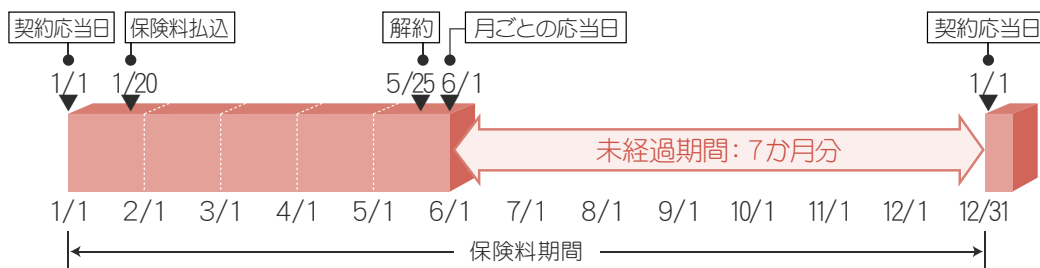 契約応当日 保険料払込 解約 月ごとの応当日 契約応当日
1/1 1/20 5/25 6/1 1/1
未経過期間：7か月分
1/1 2/1 3/1 4/1 5/1 6/1 7/1 8/1 9/1 10/1 11/1 12/1 12/31
保険料期間